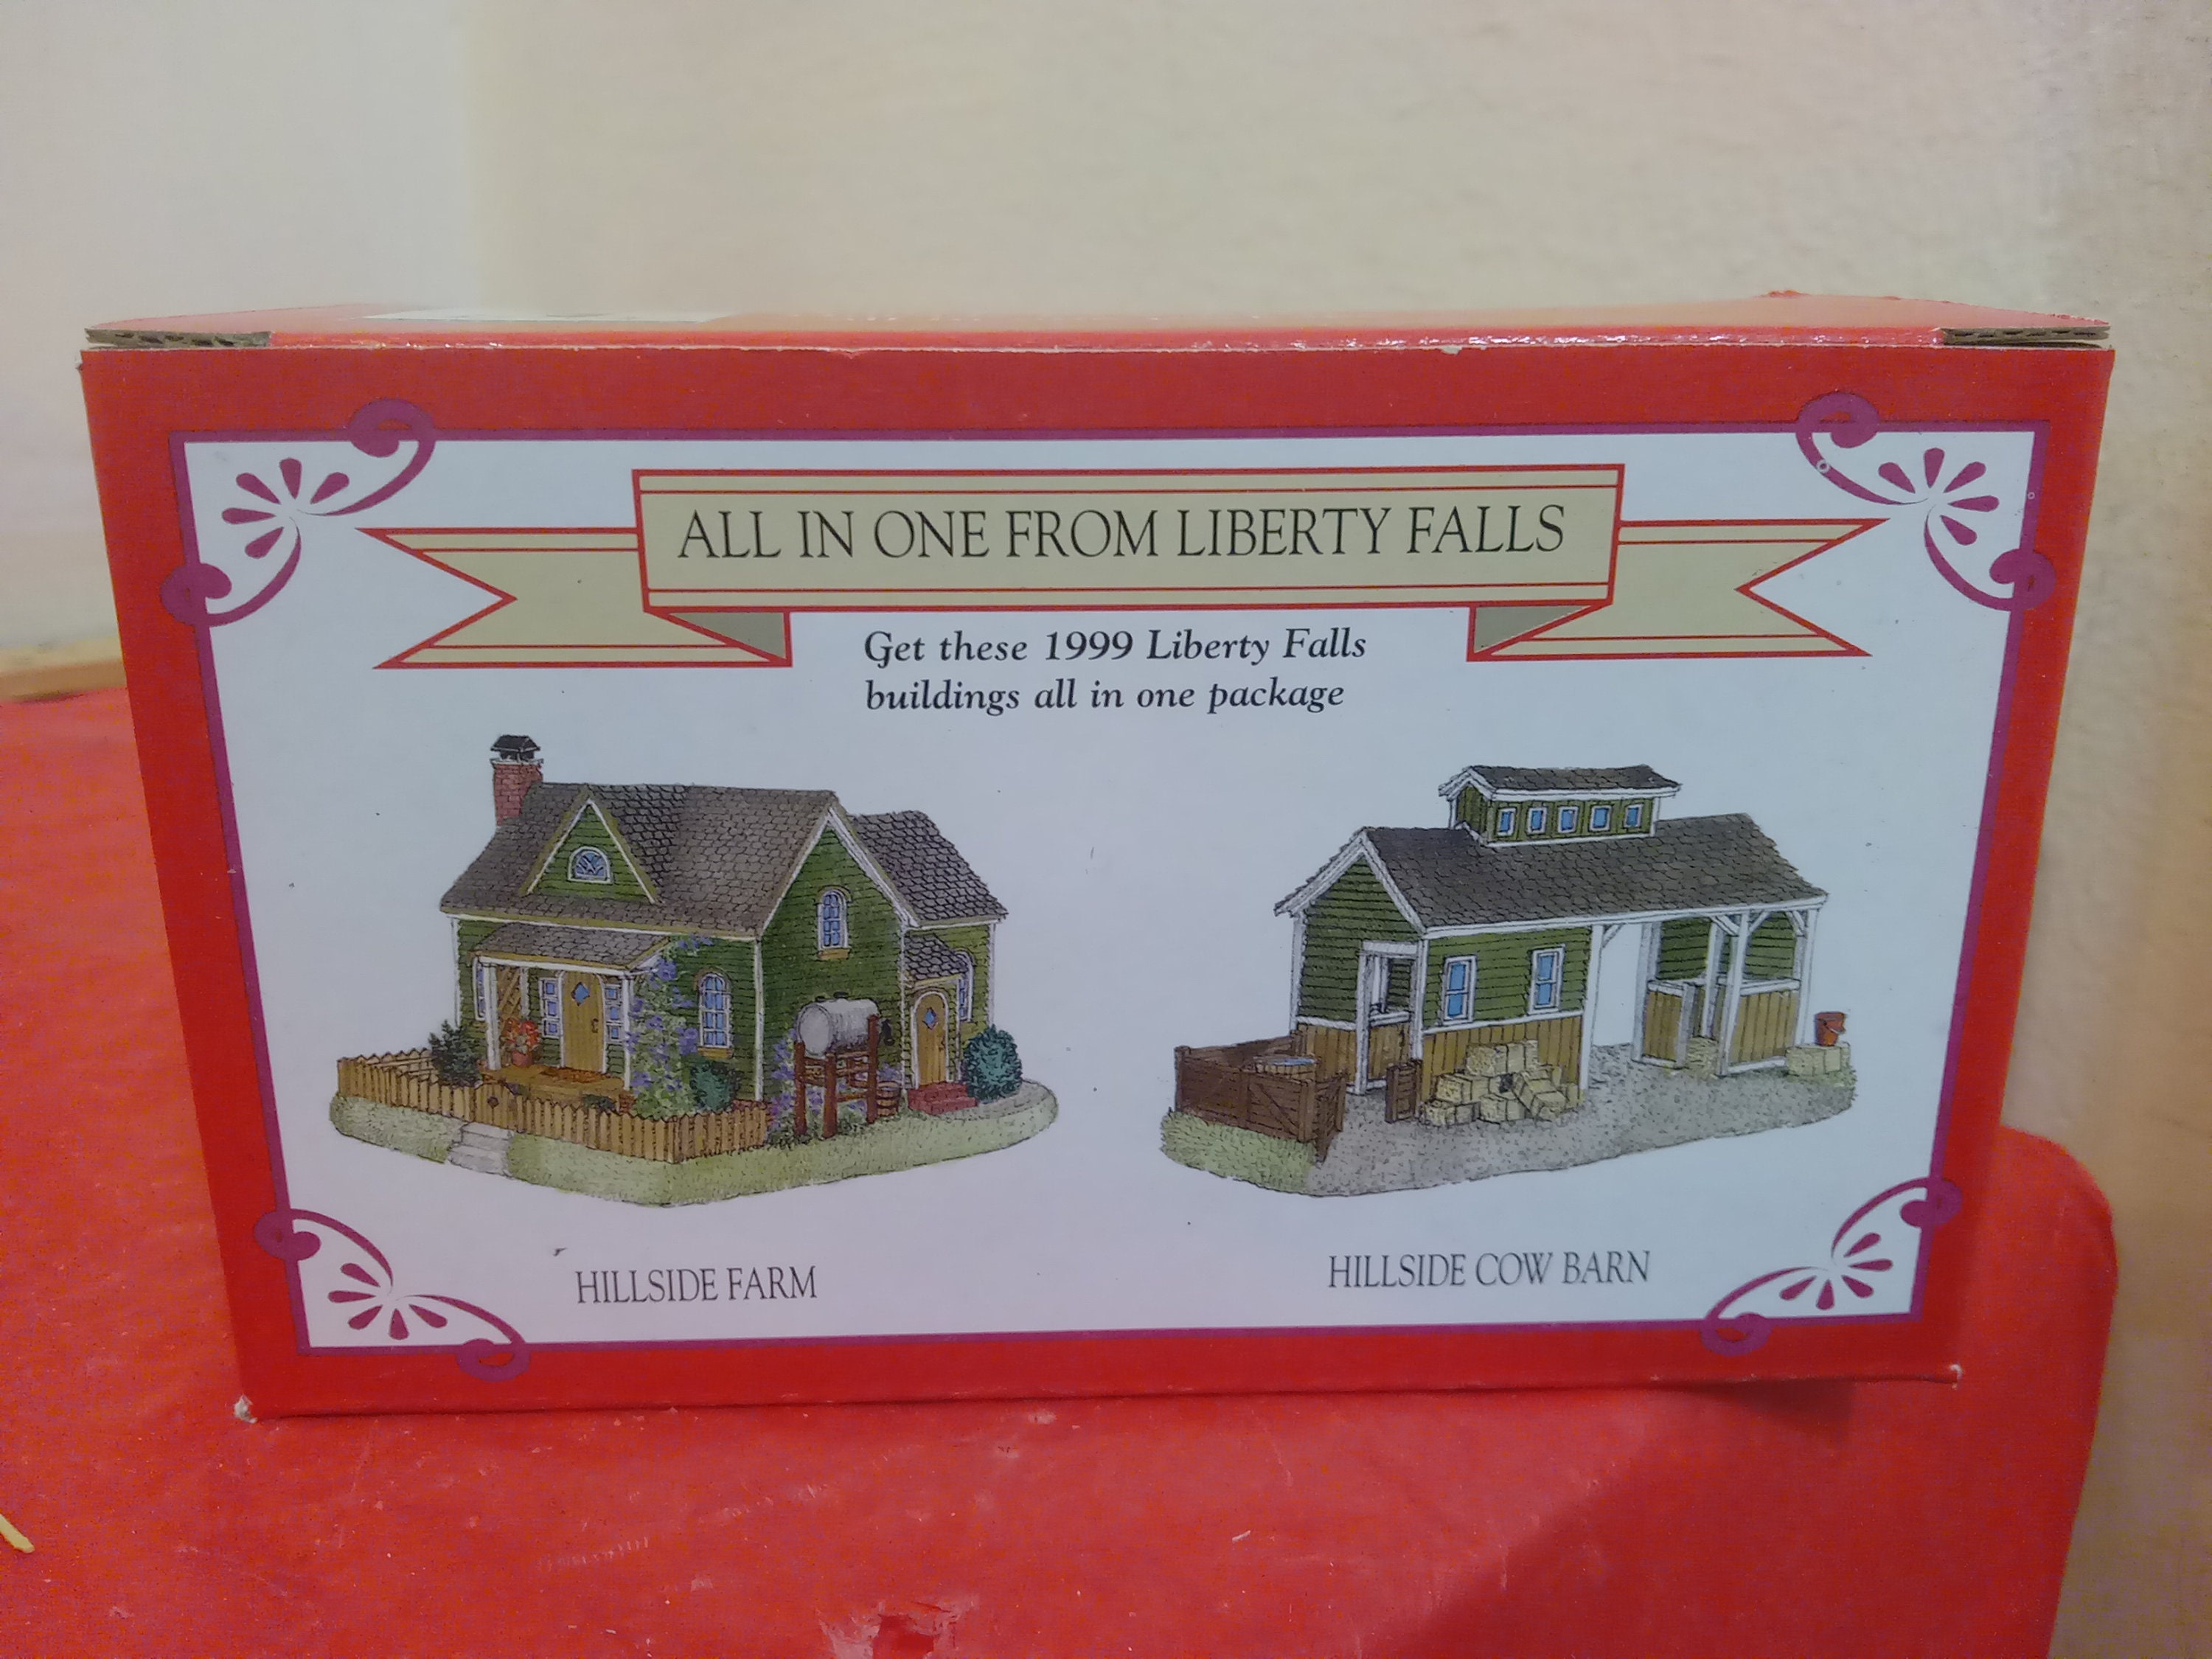 ALL IN ONE FROM LIBERTY FALLS
Get these 1999 Liberty Falls
buildings all in one package
HILLSIDE FARM
HILLSIDE COW BARN